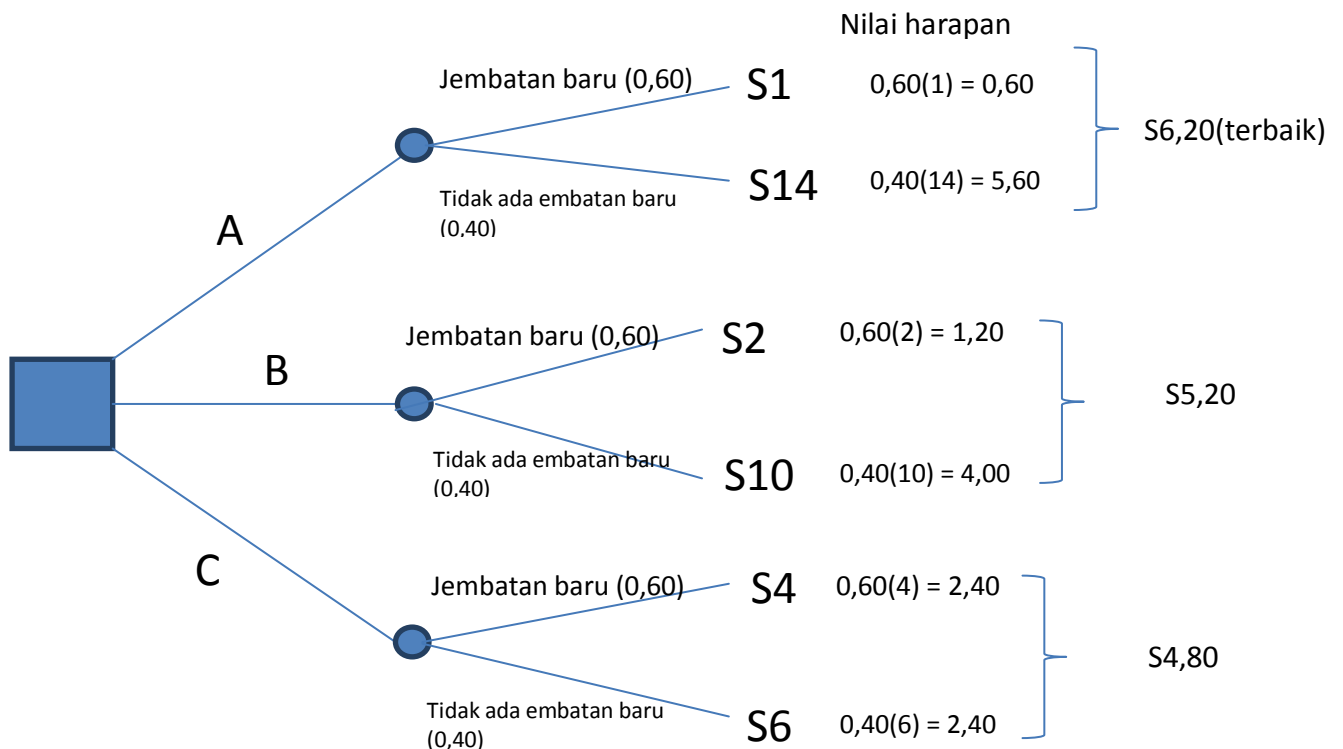 Nilai harapan
Jembatan baru (0,60)
S1
0,60(1) = 0,60
S6,20(terbaik)
Tidak ada embatan baru
(0,40)
S14
0,40(14) = 5,60
A
Jembatan baru (0,60)
S2
0,60(2) = 1,20
B
S5,20
Tidak ada embatan baru
(0,40)
S10
0,40(10) = 4,00
C
Jembatan baru (0,60)
S4
0,60(4) = 2,40
S4,80
Tidak ada embatan baru
(0,40)
S6
0,40(6) = 2,40